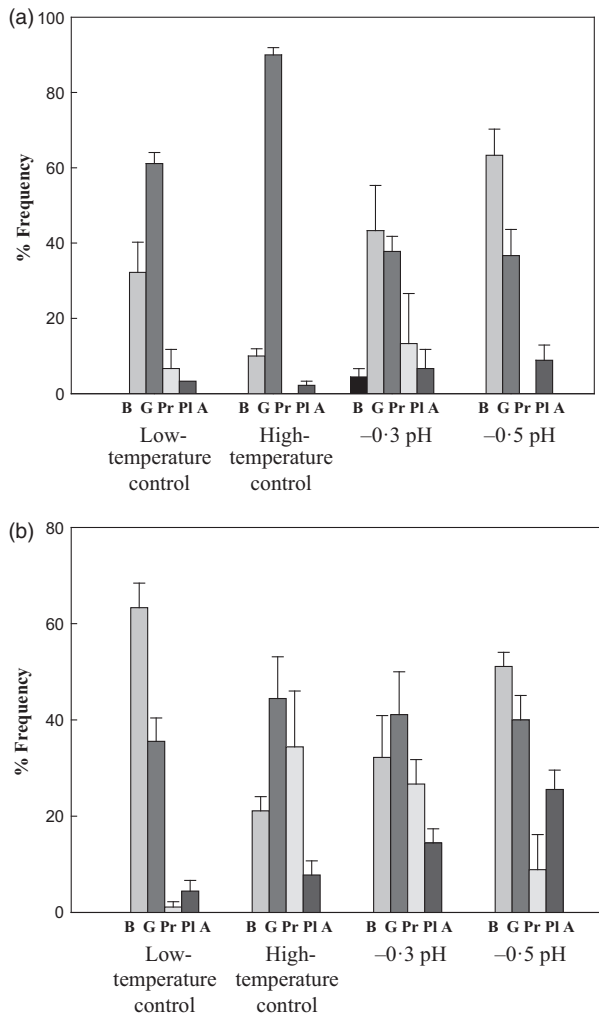 (a)
100
80
60
40
20
0
% Frequency
B G Pr Pl A B G Pr Pl A B G Pr Pl A B G Pr Pl A
Low-temperature control
High-temperature control
–0·3 pH
–0·5 pH
(b)
80
60
40
20
0
% Frequency
B G Pr Pl A B G Pr Pl A B G Pr Pl A B G Pr Pl A
Low-
temperature
control
High-
temperature
control
–0·3 pH
–0·5 pH